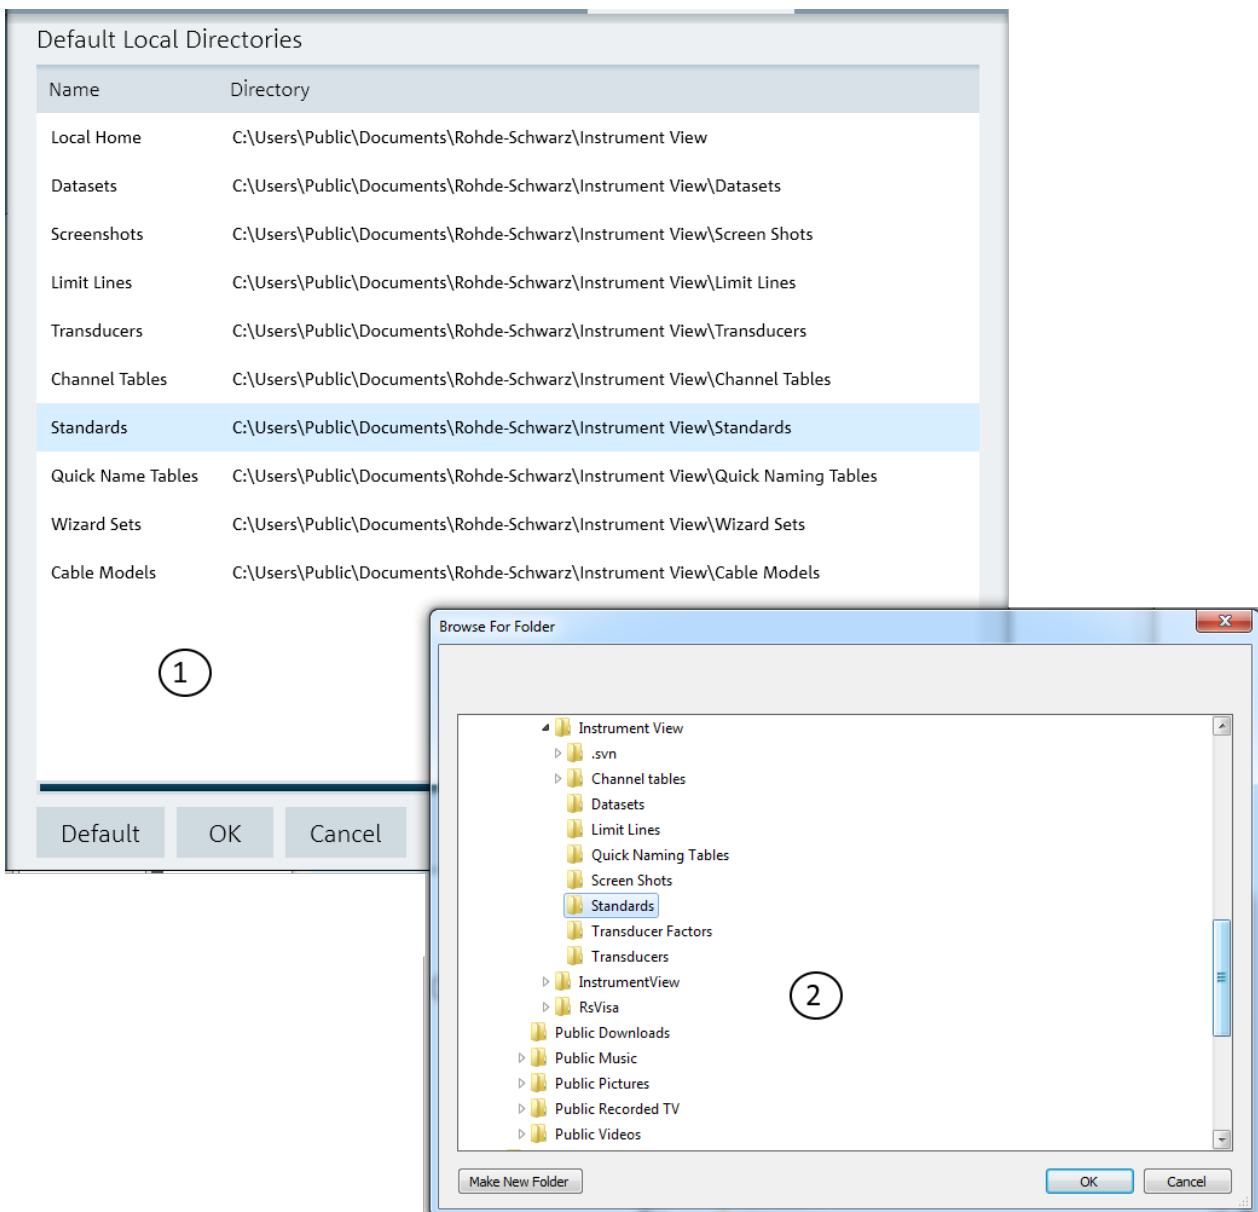 Default Local Directories
Name Directory
Local Home C:\Users\Public\Documents\Rohde-Schwarz\Instrument View
Datasets C:\Users\Public\Documents\Rohde-Schwarz\Instrument View\Datasets
Screenshots C:\Users\Public\Documents\Rohde-Schwarz\Instrument View\Screen Shots
Limit Lines C:\Users\Public\Documents\Rohde-Schwarz\Instrument View\Limit Lines
Transducers C:\Users\Public\Documents\Rohde-Schwarz\Instrument View\Transducers
Channel Tables C:\Users\Public\Documents\Rohde-Schwarz\Instrument View\Channel Tables
Standards C:\Users\Public\Documents\Rohde-Schwarz\Instrument View\Standards
Quick Name Tables C:\Users\Public\Documents\Rohde-Schwarz\Instrument View\Quick Naming Tables
Wizard Sets C:\Users\Public\Documents\Rohde-Schwarz\Instrument View\Wizard Sets
Cable Models C:\Users\Public\Documents\Rohde-Schwarz\Instrument View\Cable Models
1
Default OK Cancel
Browse For Folder
Instrument View
.svn
Channel tables
Datasets
Limit Lines
Quick Naming Tables
Screen Shots
Standards
Transducer Factors
Transducers
InstrumentView
RsVisa
Public Downloads
Public Music
Public Pictures
Public Recorded TV
Public Videos
2
Make New Folder OK Cancel